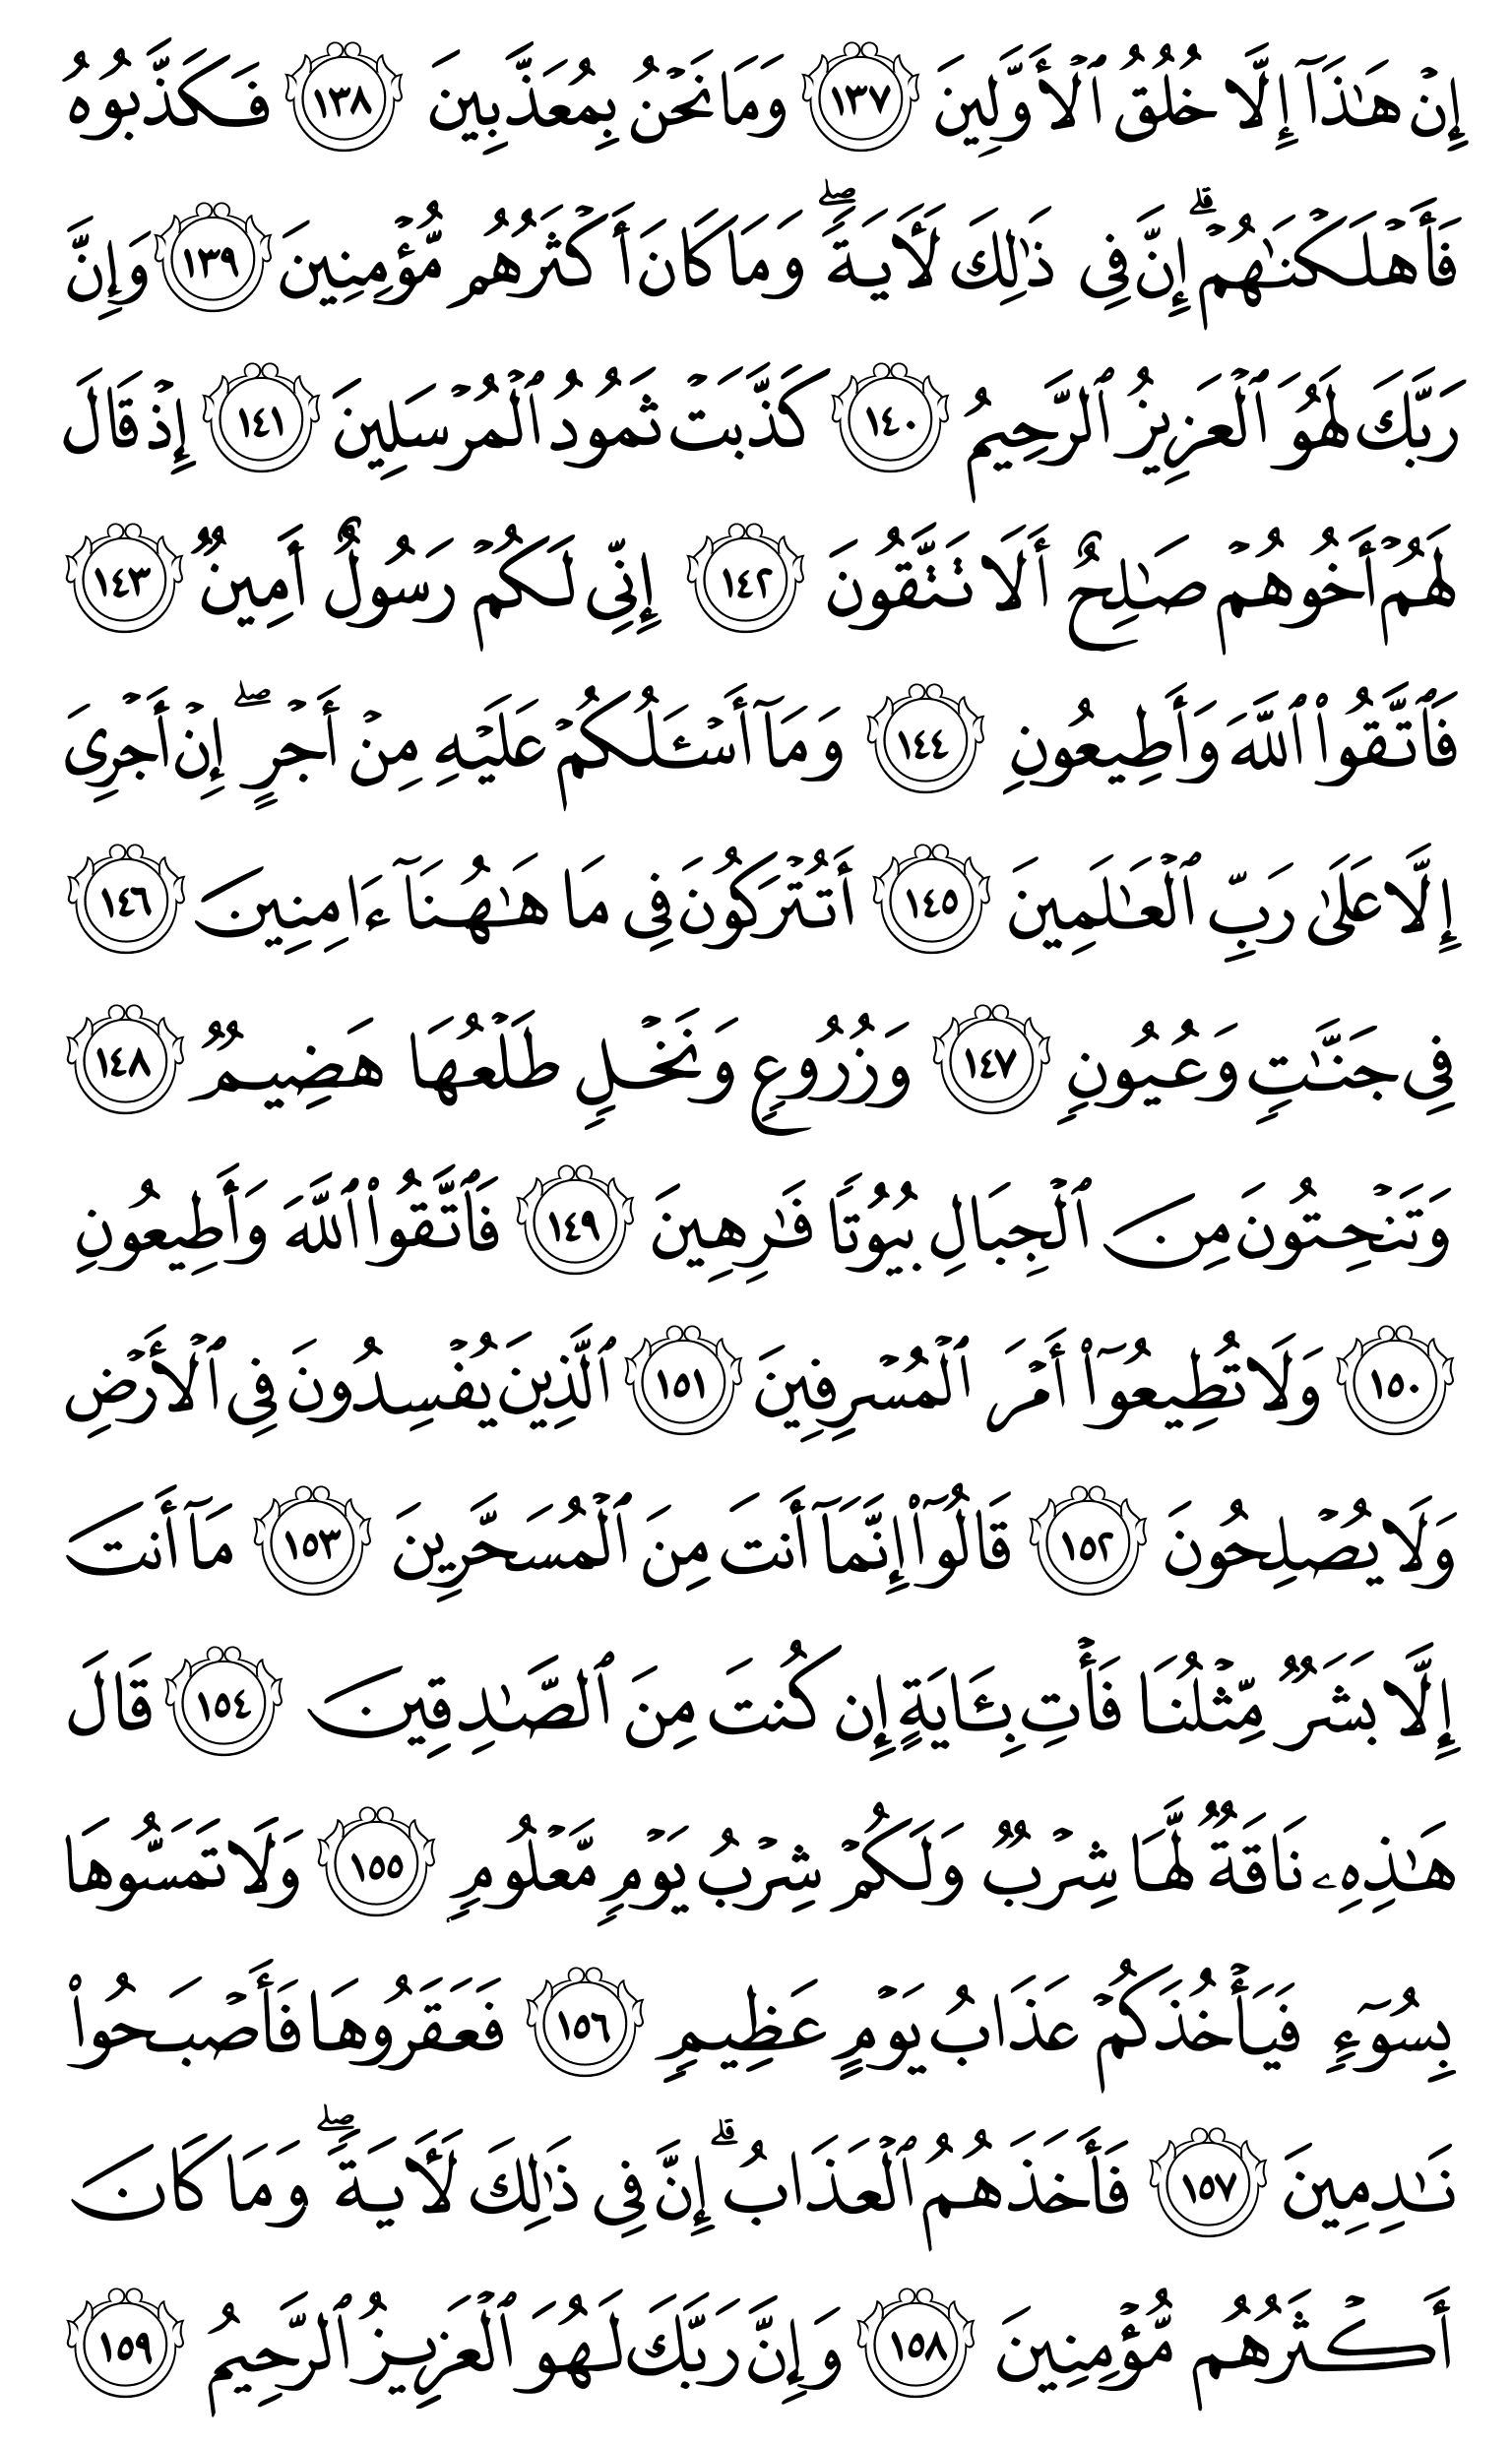 إِنْ هَٰذَآ إِلَّا خُلُقُ ٱلْأَوَّلِينَ ١٣٧ وَمَا نَحْنُ بِمُعَذَّبِينَ ١٣٨ فَكَذَّبُوهُ
فَأَهْلَكْنَٰهُمْ ۗ إِنَّ فِى ذَٰلِكَ لَأٓيَةً ۖ وَمَا كَانَ أَكْثَرُهُم مُّؤْمِنِينَ ١٣٩ وَإِنَّ
رَبَّكَ لَهُوَ ٱلْعَزِيزُ ٱلرَّحِيمُ ١٤٠ كَذَّبَتْ ثَمُودُ ٱلْمُرْسَلِينَ ١٤١ إِذْ قَالَ
لَهُمْ أَخُوهُمْ صَٰلِحٌ أَلَا تَتَّقُونَ ١٤٢ إِنِّى لَكُمْ رَسُولٌ أَمِينٌ ١٤٣
فَٱتَّقُوا۟ ٱللَّهَ وَأَطِيعُونِ ١٤٤ وَمَآ أَسْـَٔلُكُمْ عَلَيْهِ مِنْ أَجْرٍ ۖ إِنْ أَجْرِىَ
إِلَّا عَلَىٰ رَبِّ ٱلْعَٰلَمِينَ ١٤٥ أَتُتْرَكُونَ فِى مَا هَٰهُنَآ ءَامِنِينَ ١٤٦
فِى جَنَّٰتٍ وَعُيُونٍ ١٤٧ وَزُرُوعٍ وَنَخْلٍ طَلْعُهَا هَضِيمٌ ١٤٨
وَتَنْحِتُونَ مِنَ ٱلْجِبَالِ بُيُوتًا فَٰرِهِينَ ١٤٩ فَٱتَّقُوا۟ ٱللَّهَ وَأَطِيعُونِ
١٥٠ وَلَا تُطِيعُوٓا۟ أَمْرَ ٱلْمُسْرِفِينَ ١٥١ ٱلَّذِينَ يُفْسِدُونَ فِى ٱلْأَرْضِ
وَلَا يُصْلِحُونَ ١٥٢ قَالُوٓا۟ إِنَّمَآ أَنتَ مِنَ ٱلْمُسَحَّرِينَ ١٥٣ مَآ أَنتَ
إِلَّا بَشَرٌ مِّثْلُنَا فَأْتِ بِـَٔايَةٍ إِن كُنتَ مِنَ ٱلصَّٰدِقِينَ ١٥٤ قَالَ
هَٰذِهِۦ نَاقَةٌ لَّهَا شِرْبٌ وَلَكُمْ شِرْبُ يَوْمٍ مَّعْلُومٍ ١٥٥ وَلَا تَمَسُّوهَا
بِسُوٓءٍ فَيَأْخُذَكُمْ عَذَابُ يَوْمٍ عَظِيمٍ ١٥٦ فَعَقَرُوهَا فَأَصْبَحُوا۟
نَٰدِمِينَ ١٥٧ فَأَخَذَهُمُ ٱلْعَذَابُ ۗ إِنَّ فِى ذَٰلِكَ لَأٓيَةً ۖ وَمَا كَانَ
أَكْثَرُهُم مُّؤْمِنِينَ ١٥٨ وَإِنَّ رَبَّكَ لَهُوَ ٱلْعَزِيزُ ٱلرَّحِيمُ ١٥٩